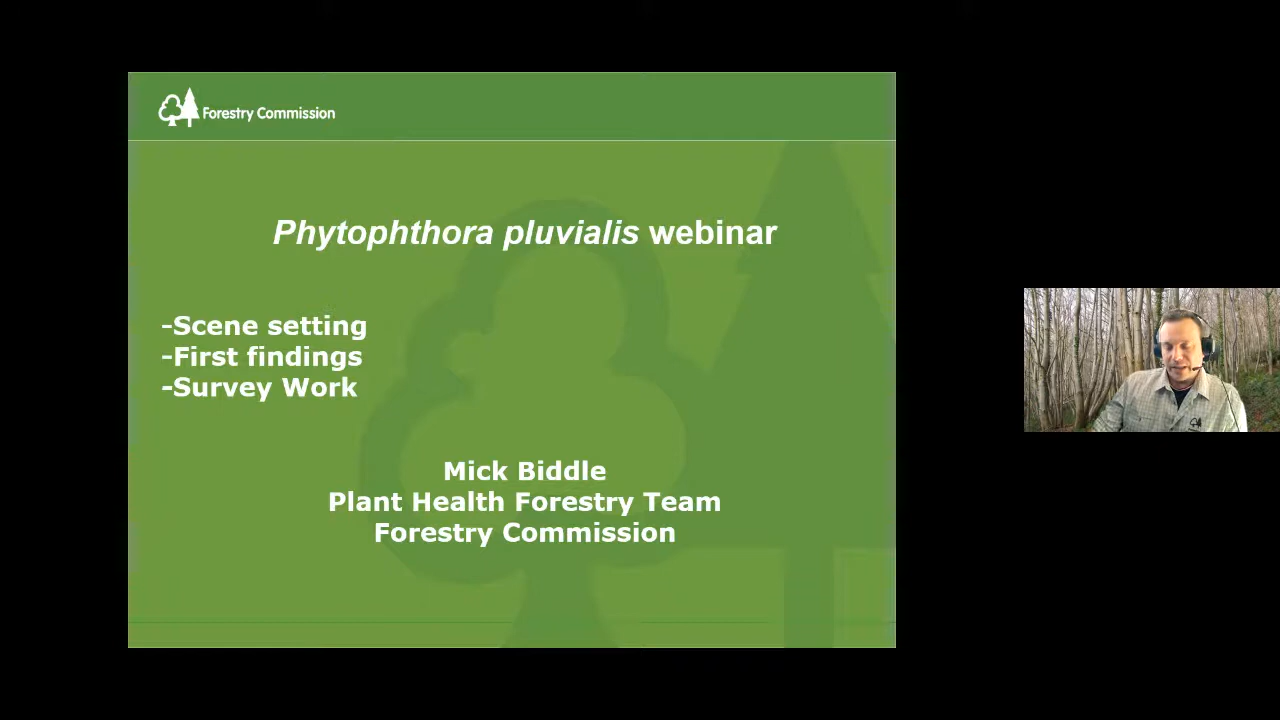 Forestry Commission
Phytophthora pluvialis webinar
-Scene setting
-First findings
-Survey Work
Mick Biddle
Plant Health Forestry Team
Forestry Commission